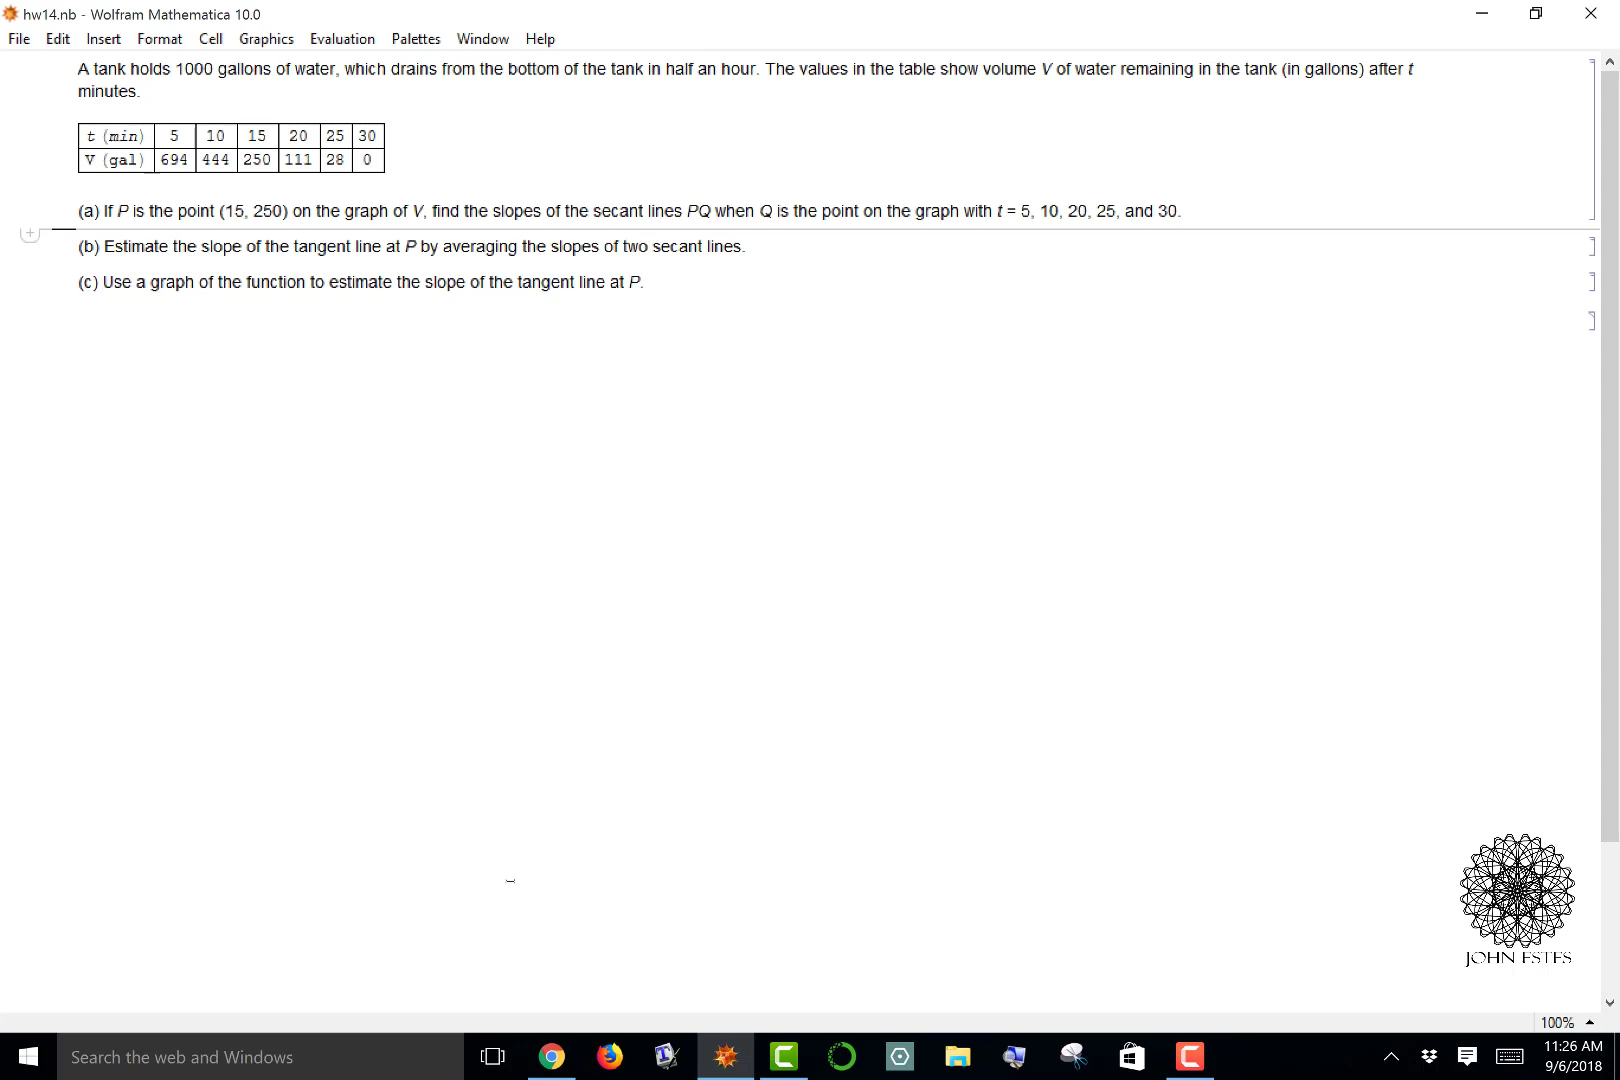 hw14.nb - Wolfram Mathematica 10.0
File Edit Insert Format Cell Graphics Evaluation Palettes Window Help
A tank holds 1000 gallons of water, which drains from the bottom of the tank in half an hour. The values in the table show volume V of water remaining in the tank (in gallons) after t
minutes.
t (min) 5 10 15 20 25 30
V (gal) 694 444 250 111 28 0
(a) If P is the point (15, 250) on the graph of V, find the slopes of the secant lines PQ when Q is the point on the graph with t = 5, 10, 20, 25, and 30.
(b) Estimate the slope of the tangent line at P by averaging the slopes of two secant lines.
(c) Use a graph of the function to estimate the slope of the tangent line at P.
JOHN ESTES
100%
Search the web and Windows
11:26 AM
9/6/2018